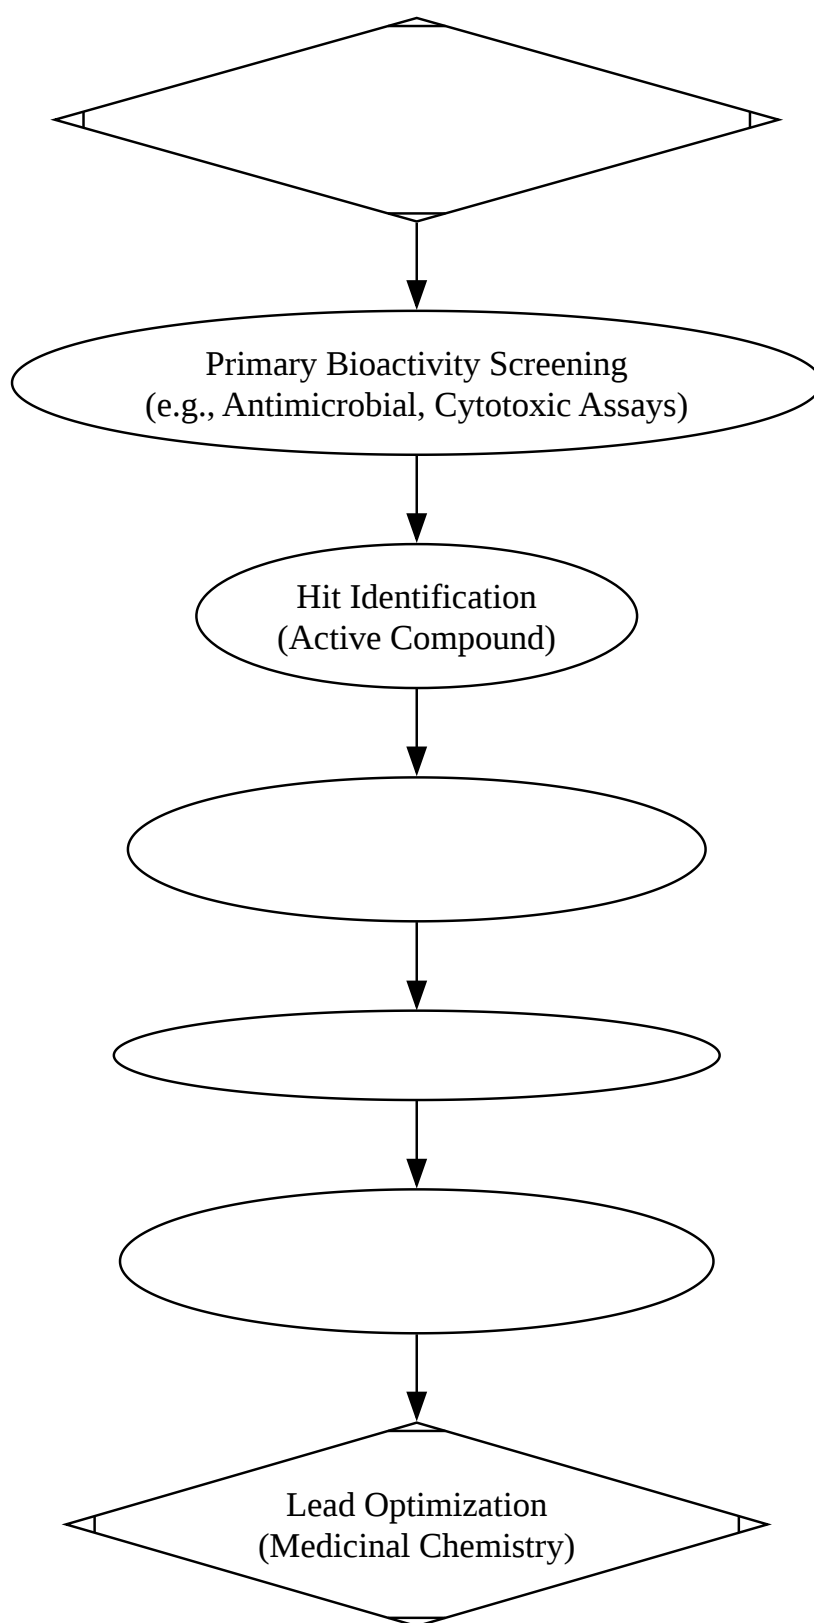 Primary Bioactivity Screening
(e.g., Antimicrobial, Cytotoxic Assays)
Hit Identification
(Active Compound)
Lead Optimization
(Medicinal Chemistry)